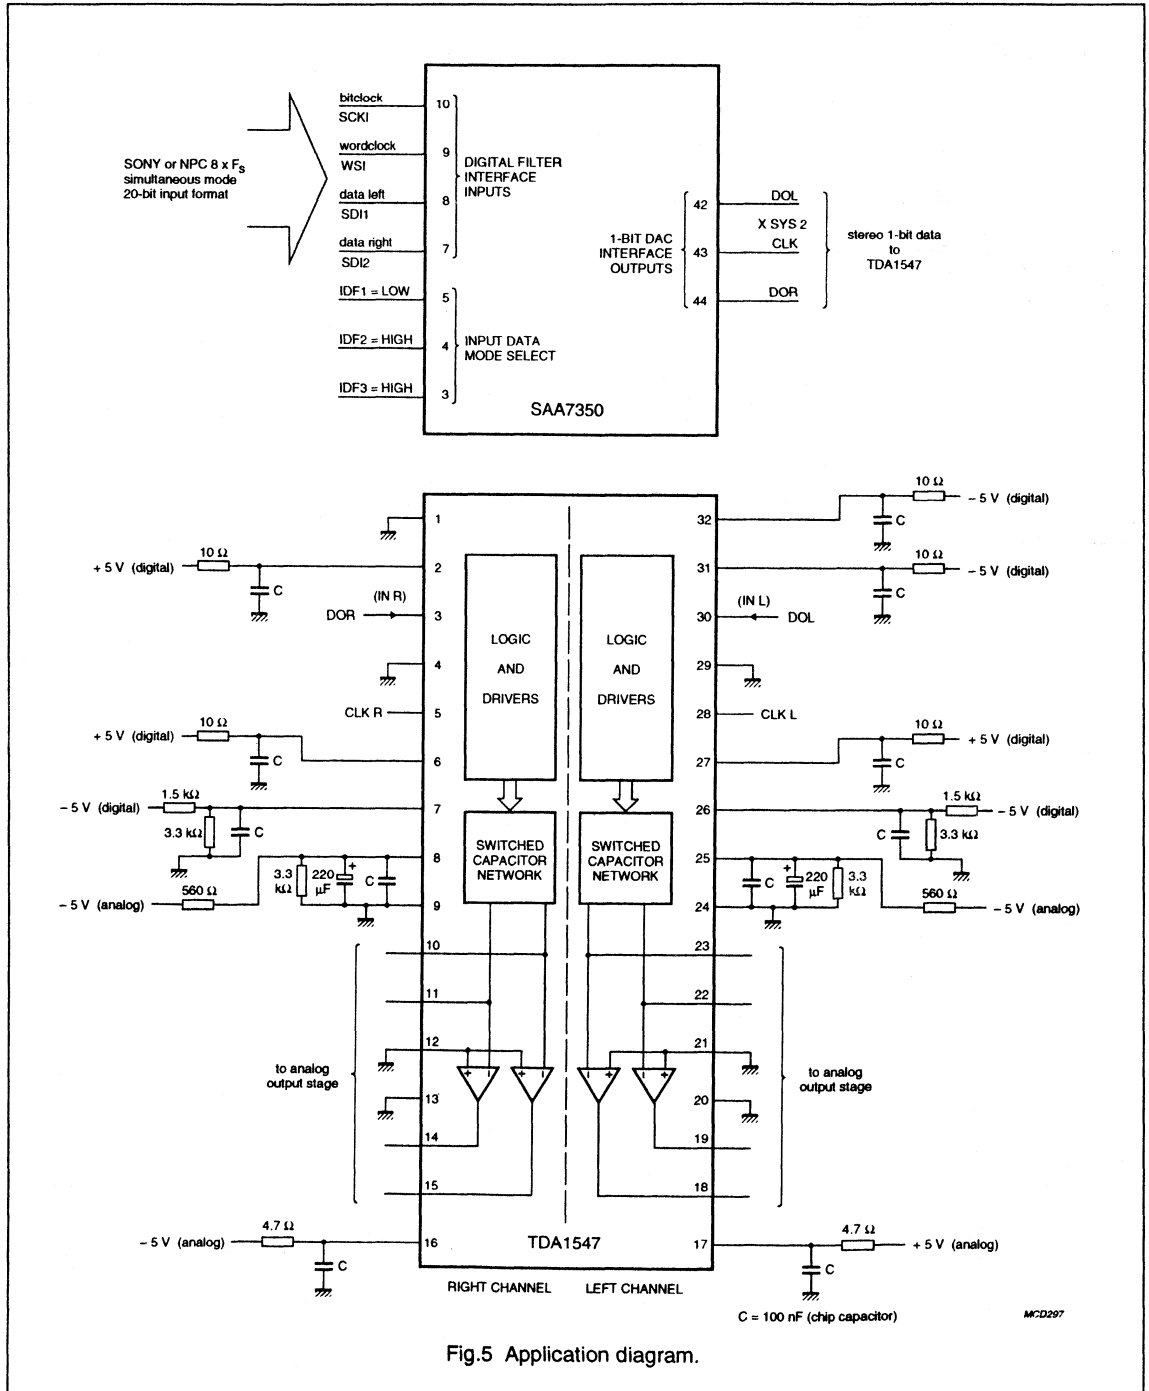 SONY or NPC 8 x Fs
simultaneous mode
20-bit input format
bitclock
SCKI
10
wordclock
WSI
9
data left
SDI1
8
data right
SDI2
7
DIGITAL FILTER
INTERFACE
INPUTS
IDF1 = LOW
5
IDF2 = HIGH
4
IDF3 = HIGH
3
INPUT DATA
MODE SELECT
1-BIT DAC
INTERFACE
OUTPUTS
42
DOL
X SYS 2
43
CLK
44
DOR
stereo 1-bit data
to
TDA1547
SAA7350
1
+ 5 V (digital)
10 Ω
C
2
(IN R)
DOR
3
4
CLK R
5
+ 5 V (digital)
10 Ω
C
6
− 5 V (digital)
1.5 kΩ
3.3 kΩ
C
7
− 5 V (analog)
560 Ω
3.3
kΩ
220
µF
+
C
8
9
10
11
12
13
14
15
to analog
output stage
− 5 V (analog)
4.7 Ω
C
16
LOGIC
AND
DRIVERS
LOGIC
AND
DRIVERS
SWITCHED
CAPACITOR
NETWORK
SWITCHED
CAPACITOR
NETWORK
+ −
+ −
− +
− +
TDA1547
32
10 Ω
− 5 V (digital)
C
31
10 Ω
− 5 V (digital)
C
30
(IN L)
DOL
29
28
CLK L
27
10 Ω
+ 5 V (digital)
C
26
1.5 kΩ
− 5 V (digital)
C
3.3 kΩ
25
C
+
220
µF
3.3
kΩ
560 Ω
− 5 V (analog)
24
23
22
21
20
19
18
to analog
output stage
17
4.7 Ω
+ 5 V (analog)
C
RIGHT CHANNEL
LEFT CHANNEL
C = 100 nF (chip capacitor)
MCD297
Fig.5 Application diagram.